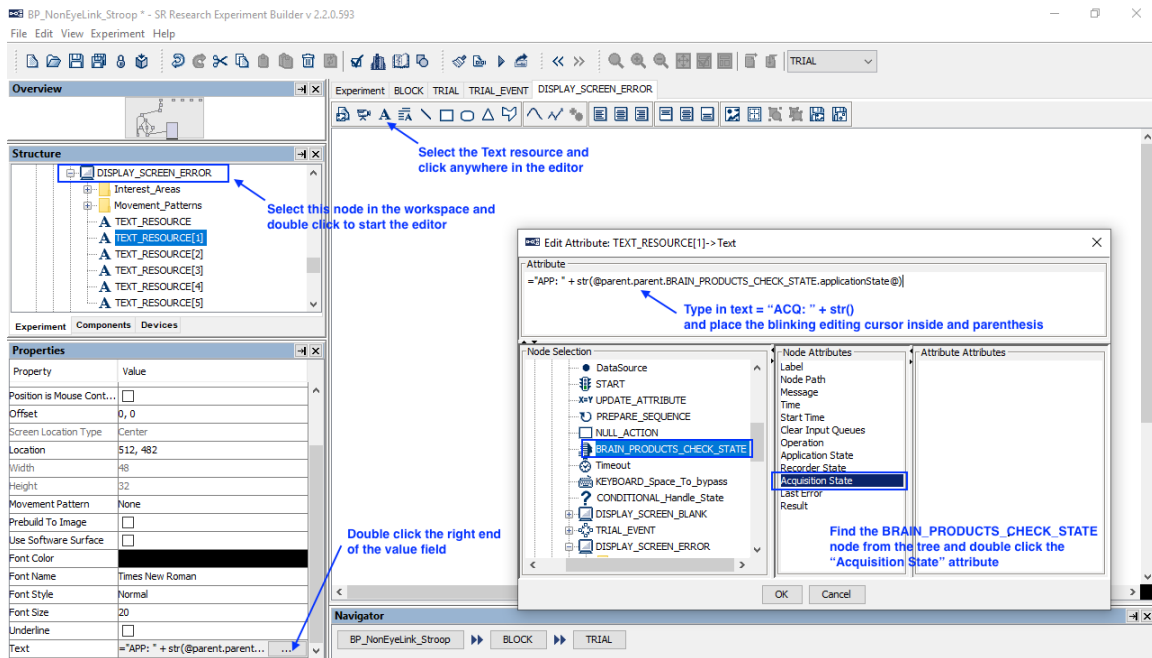 BP_NonEyeLink_Stroop * - SR Research Experiment Builder v 2.2.0.593
File Edit View Experiment Help
TRIAL
Overview
Experiment BLOCK TRIAL TRIAL_EVENT DISPLAY_SCREEN_ERROR
Select the Text resource and
click anywhere in the editor
Structure
DISPLAY_SCREEN_ERROR
Interest_Areas
Movement_Patterns
TEXT_RESOURCE
TEXT_RESOURCE[1]
TEXT_RESOURCE[2]
TEXT_RESOURCE[3]
TEXT_RESOURCE[4]
TEXT_RESOURCE[5]
Select this node in the workspace and
double click to start the editor
Experiment Components Devices
Properties
Property Value
Position is Mouse Cont...
Offset 0, 0
Screen Location Type Center
Location 512, 482
Width 48
Height 32
Movement Pattern None
Prebuild To Image
Use Software Surface
Font Color
Font Name Times New Roman
Font Style Normal
Font Size 20
Underline
Text ="APP: " + str(@parent.parent... ...
Double click the right end
of the value field
Edit Attribute: TEXT_RESOURCE[1]->Text
Attribute
="APP: " + str(@parent.parent.BRAIN_PRODUCTS_CHECK_STATE.applicationState@)
Type in text = “ACQ: ” + str()
and place the blinking editing cursor inside and parenthesis
Node Selection
DataSource
START
X=Y UPDATE_ATTRIBUTE
PREPARE_SEQUENCE
NULL_ACTION
BRAIN_PRODUCTS_CHECK_STATE
Timeout
KEYBOARD_Space_To_bypass
CONDITIONAL_Handle_State
DISPLAY_SCREEN_BLANK
TRIAL_EVENT
DISPLAY_SCREEN_ERROR
Node Attributes
Label
Node Path
Message
Time
Start Time
Clear Input Queues
Operation
Application State
Recorder State
Acquisition State
Last Error
Result
Attribute Attributes
Find the BRAIN_PRODUCTS_CHECK_STATE
node from the tree and double click the
“Acquisition State” attribute
OK Cancel
Navigator
BP_NonEyeLink_Stroop BLOCK TRIAL